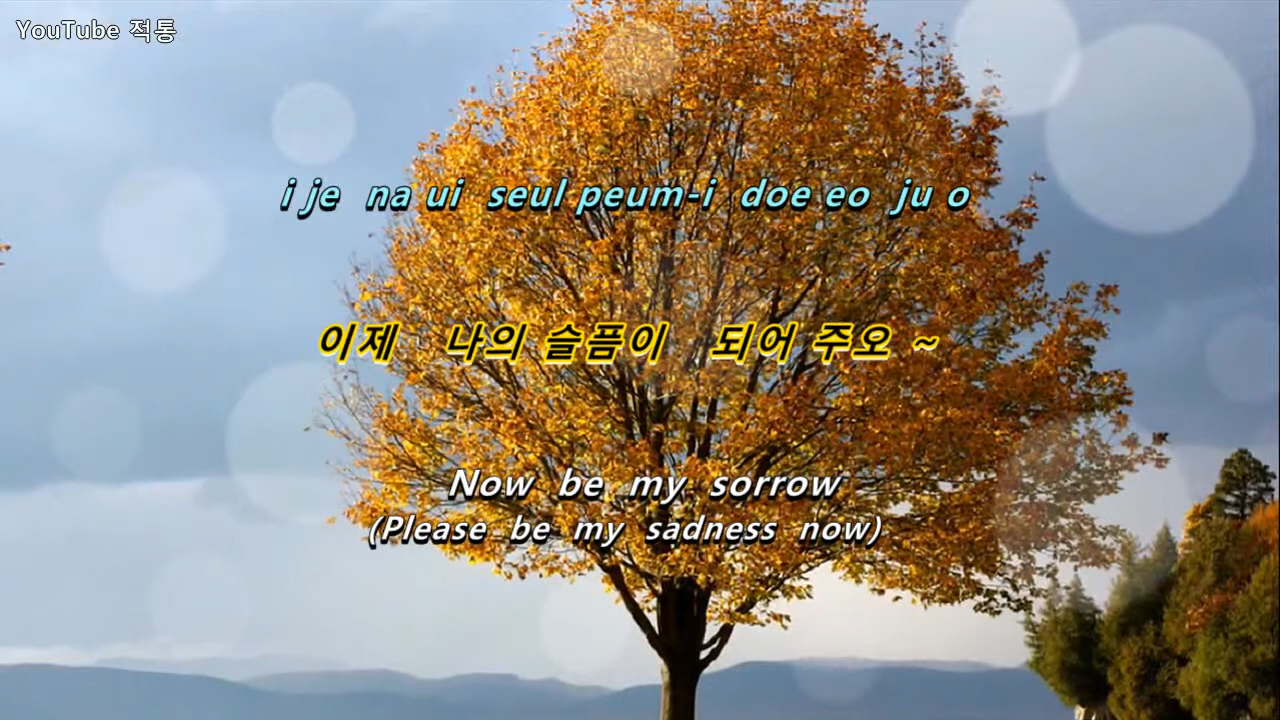 YouTube 적통
i je na ui seul peum-i doe eo ju o
이제 나의 슬픔이 되어 주오 ~
Now be my sorrow
(Please be my sadness now)